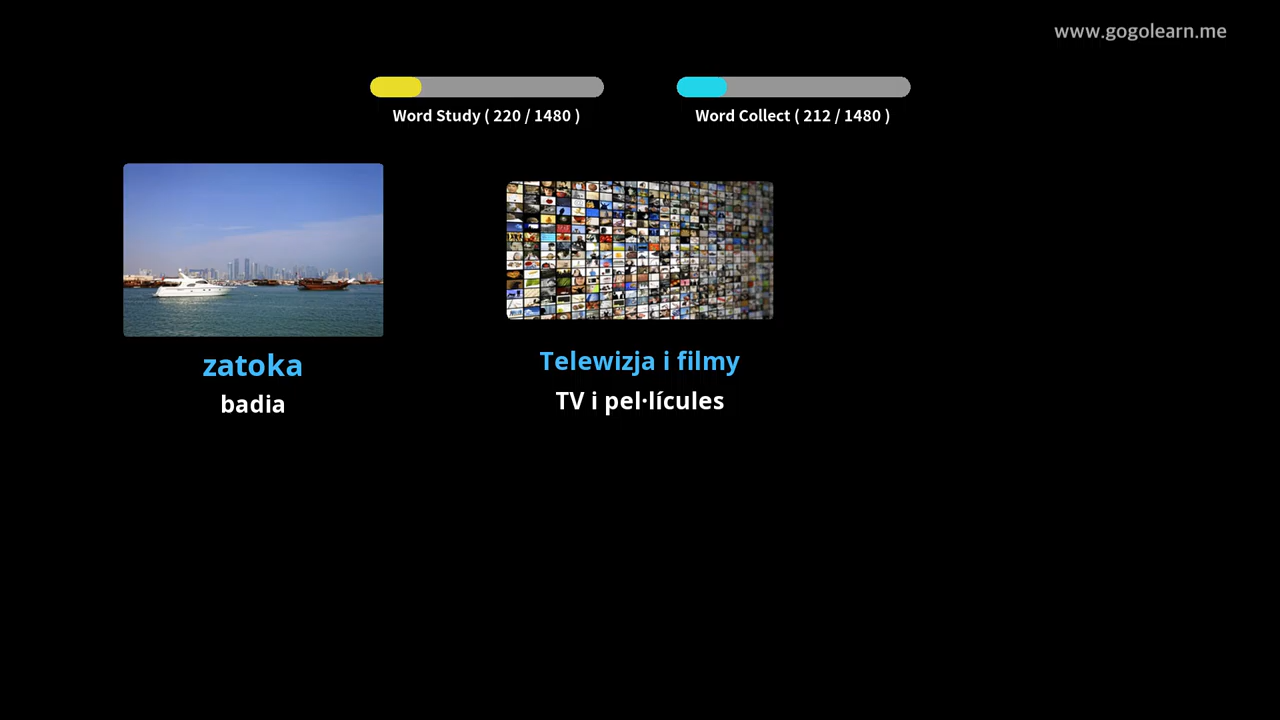 www.gogolearn.me
Word Study ( 220 / 1480 )
Word Collect ( 212 / 1480 )
zatoka
badia
Telewizja i filmy
TV i pel·lícules